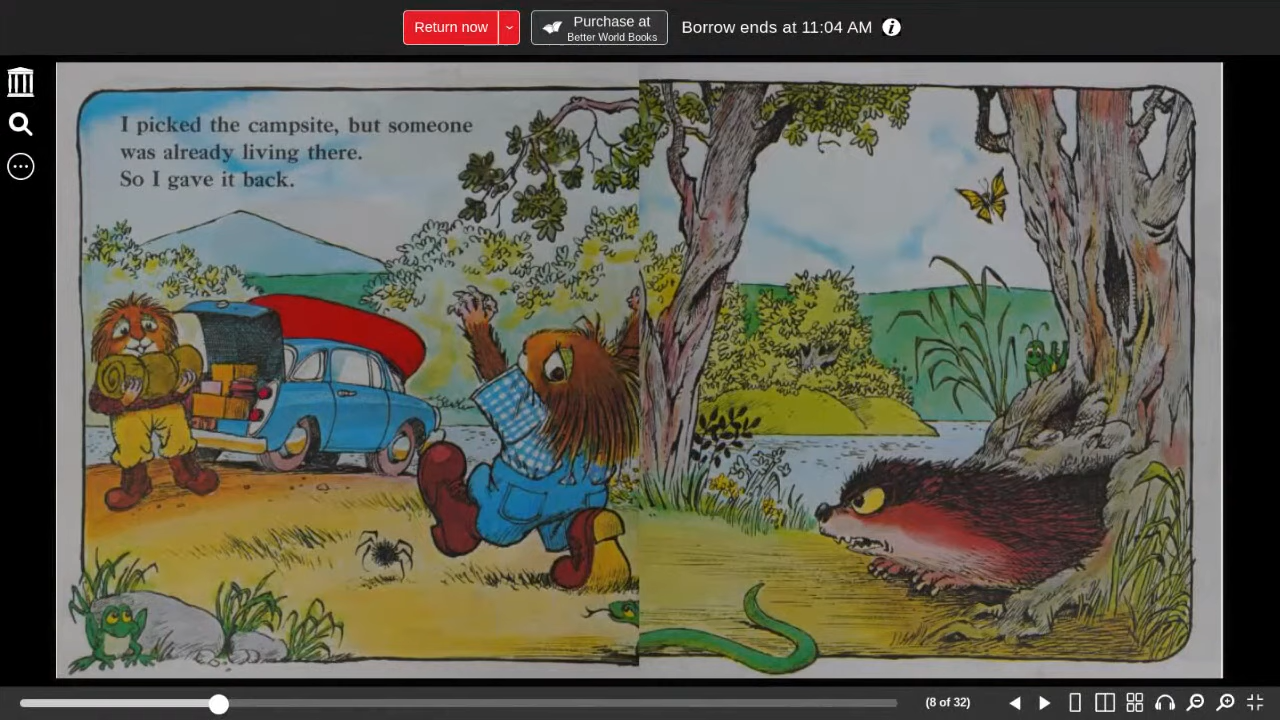 Return now
Purchase at
Better World Books
Borrow ends at 11:04 AM
I picked the campsite, but someone
was already living there.
So I gave it back.
(8 of 32)